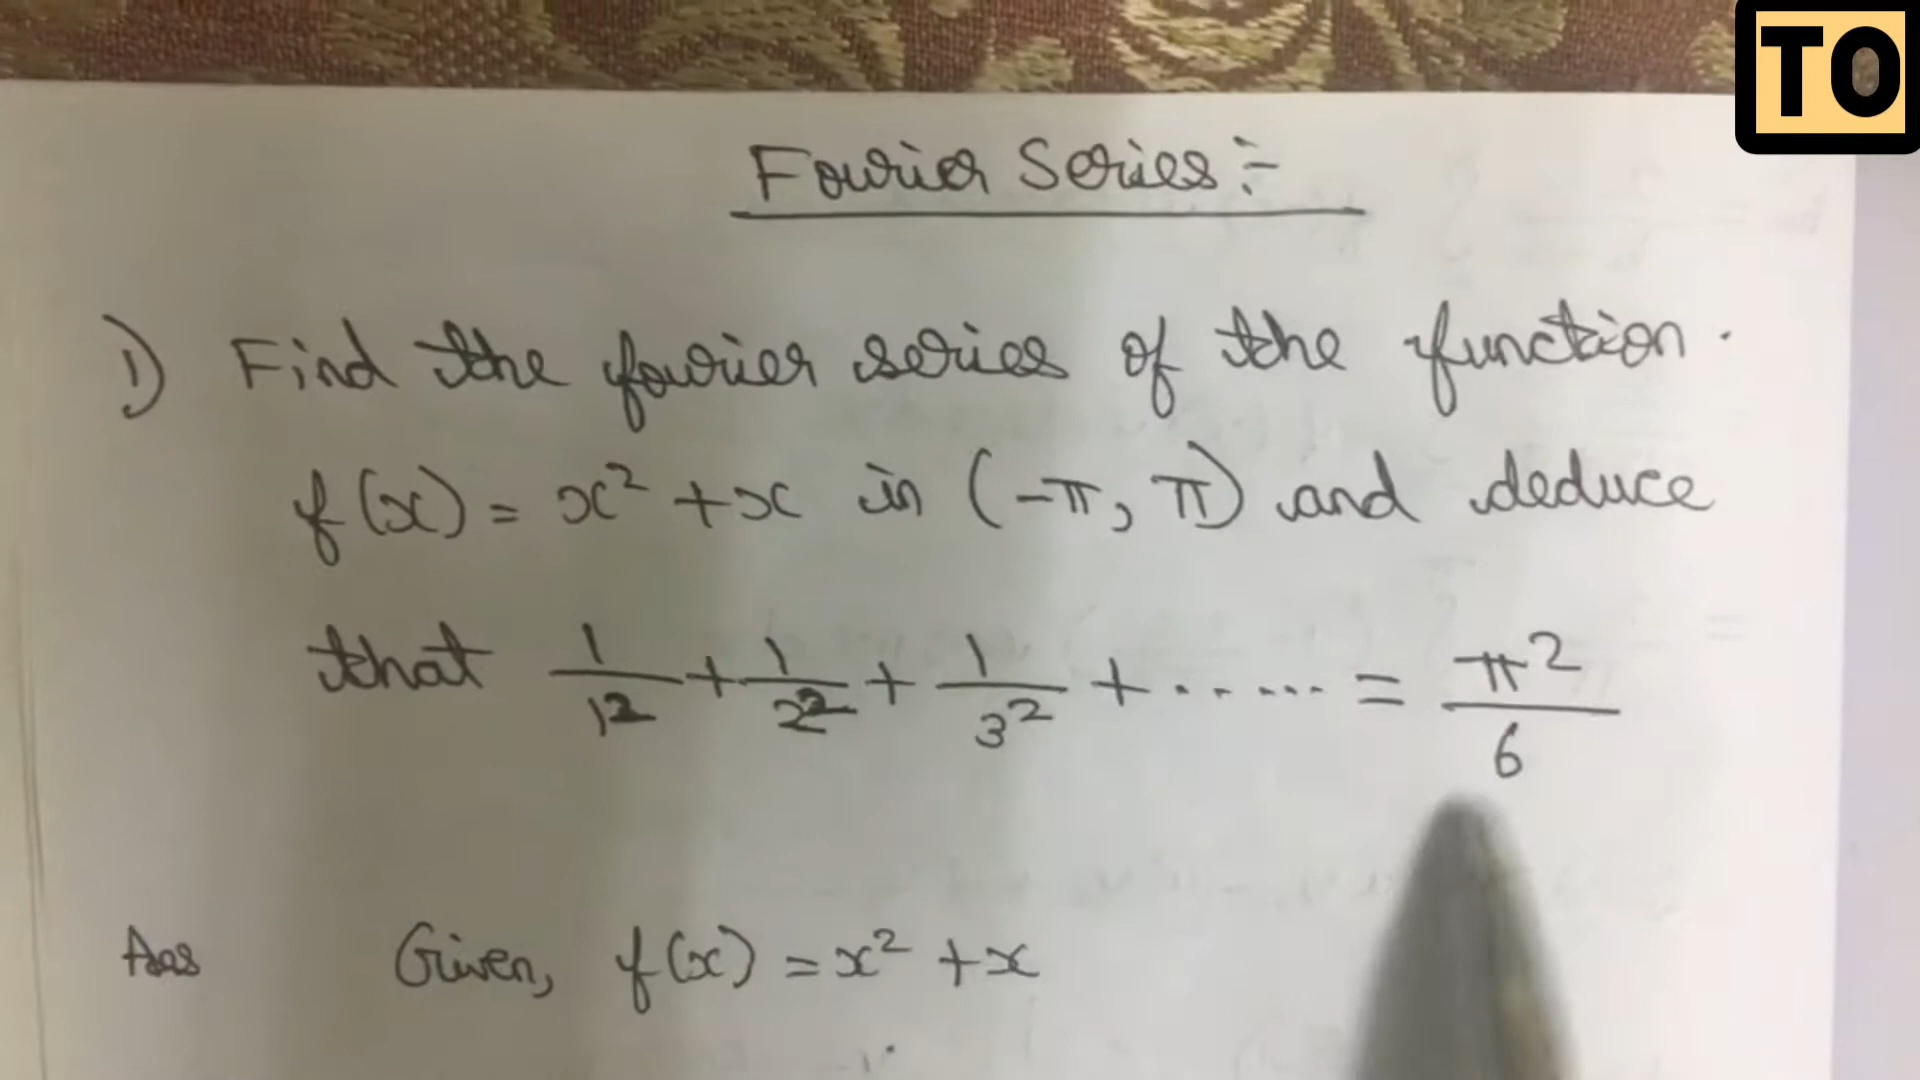 TO
Fourier Series:-
1) Find the fourier series of the function.
f(x) = x² + x in (-π, π) and deduce
that 1/1² + 1/2² + 1/3² + ........ = π²/6
Ans Given, f(x) = x² + x